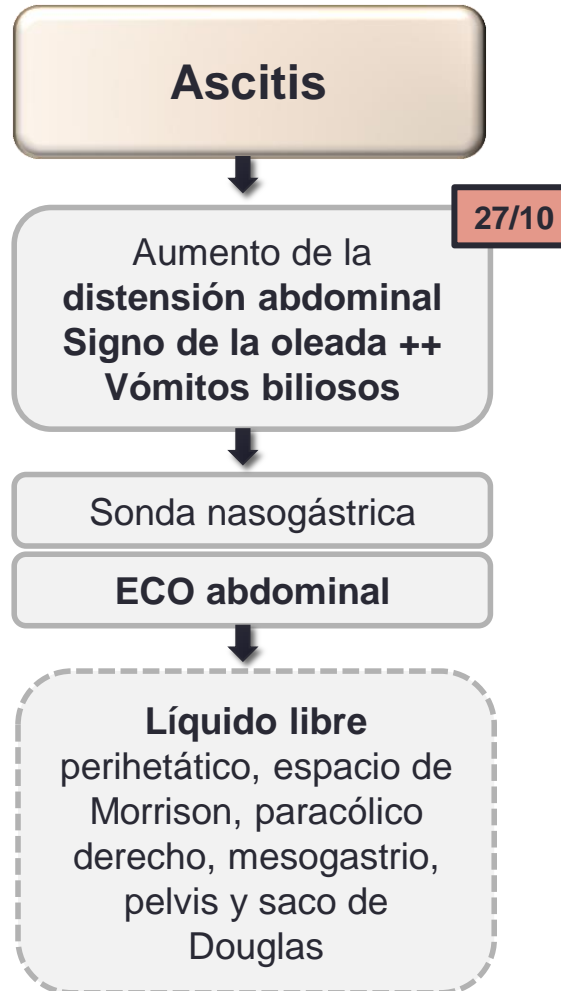 Ascitis
27/10
Aumento de la
distensión abdominal
Signo de la oleada ++
Vómitos biliosos
Sonda nasogástrica
ECO abdominal
Líquido libre
perihetático, espacio de
Morrison, paracólico
derecho, mesogastrio,
pelvis y saco de
Douglas